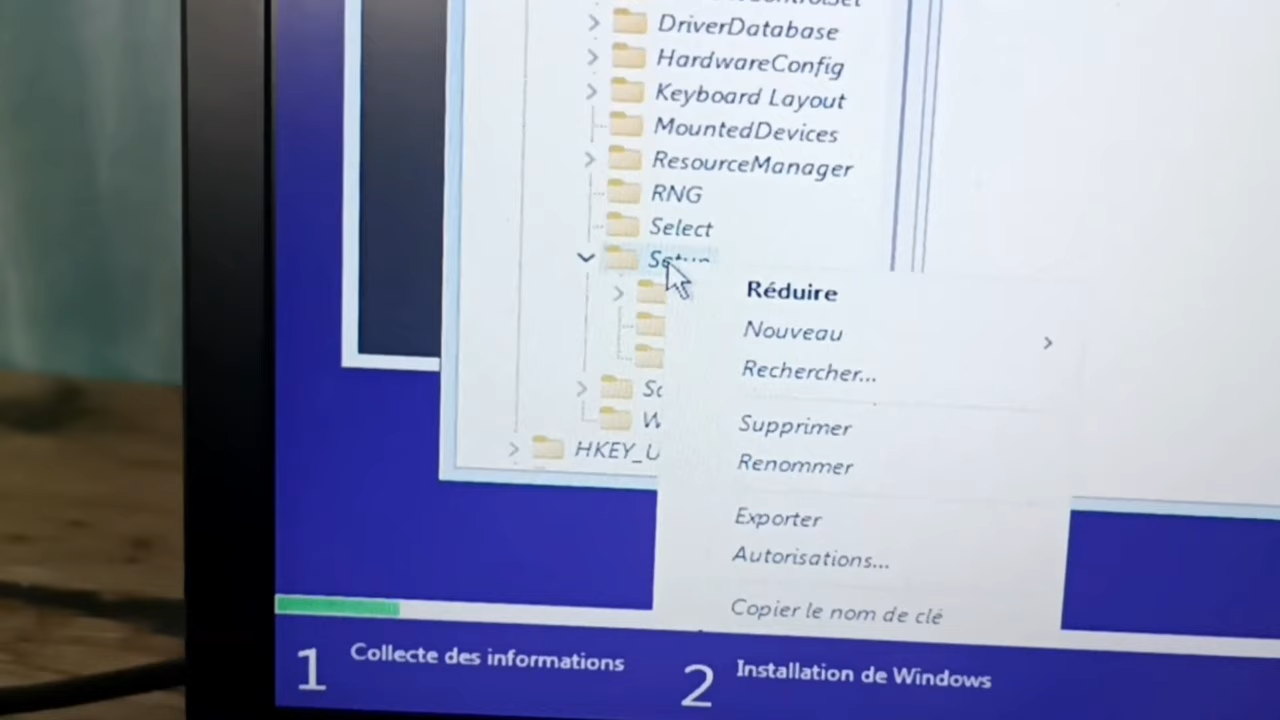 DriverDatabase
HardwareConfig
Keyboard Layout
MountedDevices
ResourceManager
RNG
Select
Réduire
Nouveau
Rechercher...
Supprimer
Renommer
HKEY_U
Exporter
Autorisations...
Copier le nom de clé
1 Collecte des informations
2 Installation de Windows